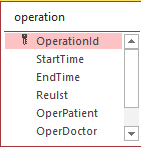 operation
OperationId
StartTime
EndTime
Reulst
OperPatient
OperDoctor